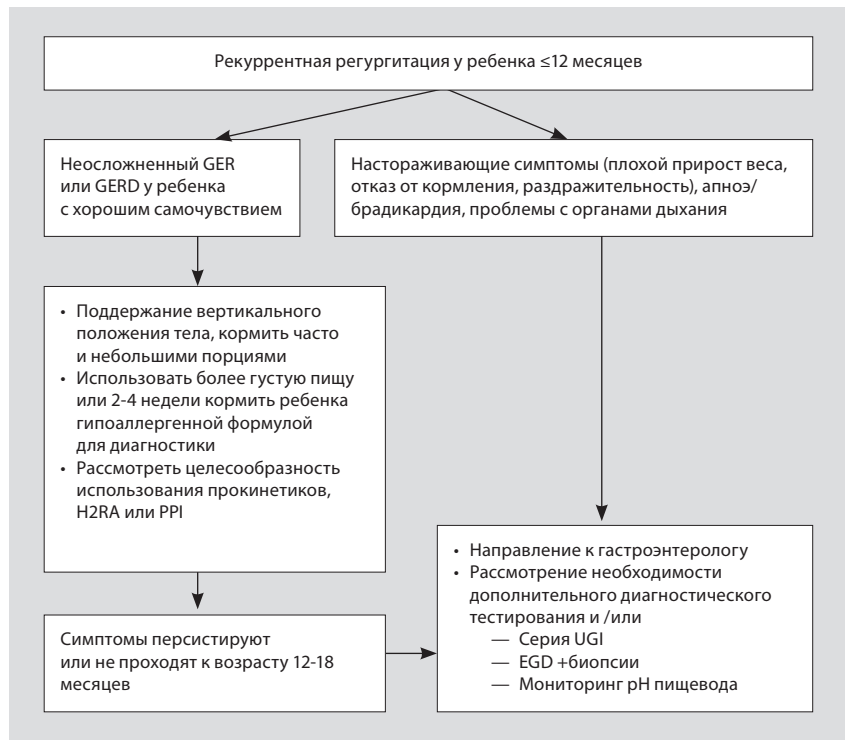 Рекуррентная регургитация у ребенка ≤12 месяцев
Неосложненный GER
или GERD у ребенка
с хорошим самочувствием
Настораживающие симптомы (плохой прирост веса,
отказ от кормления, раздражительность), апноэ/
брадикардия, проблемы с органами дыхания
• Поддержание вертикального
положения тела, кормить часто
и небольшими порциями
• Использовать более густую пищу
или 2-4 недели кормить ребенка
гипоаллергенной формулой
для диагностики
• Рассмотреть целесообразность
использования прокинетиков,
H2RA или PPI
Симптомы персистируют
или не проходят к возрасту 12-18
месяцев
• Направление к гастроэнтерологу
• Рассмотрение необходимости
дополнительного диагностического
тестирования и /или
— Серия UGI
— EGD +биопсии
— Мониторинг pH пищевода